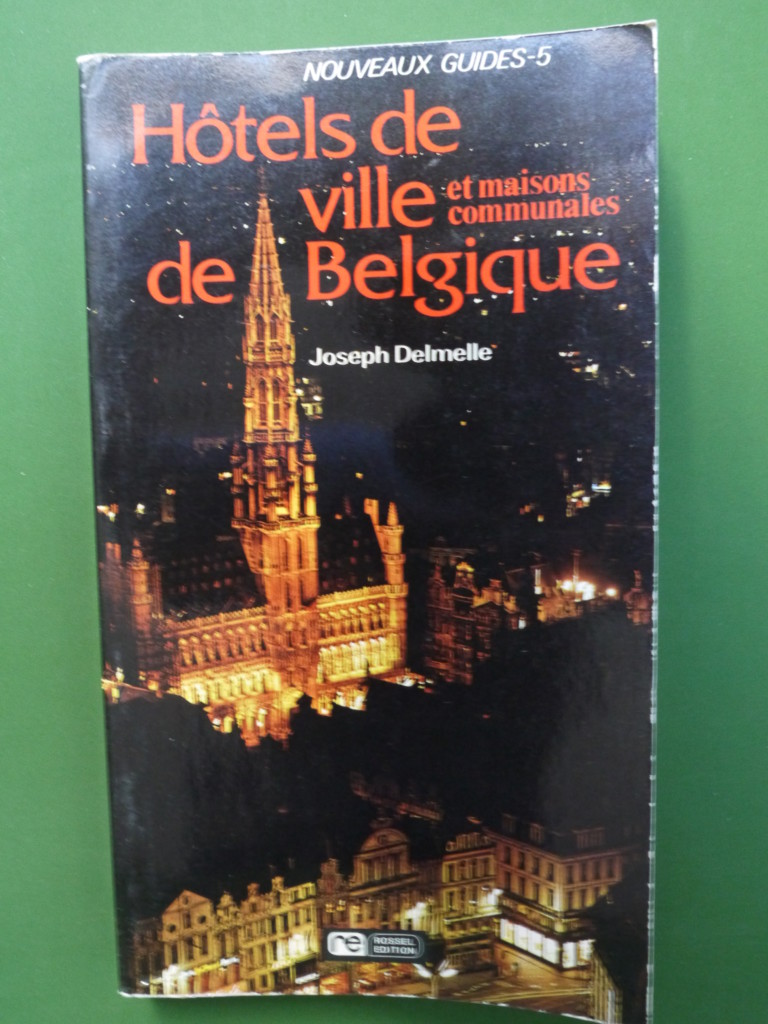 NOUVEAUX GUIDES-5
Hôtels de
ville et maisons
communales
de Belgique
Joseph Delmelle
re ROSSEL
EDITION